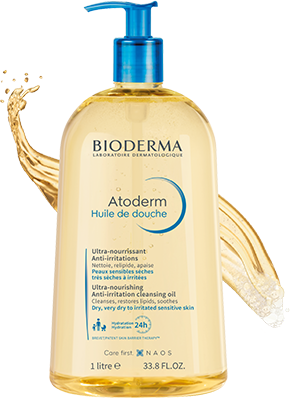 BIODERMA
LABORATOIRE DERMATOLOGIQUE
Atoderm
Huile de douche
Ultra-nourrissant
Anti-irritations
Nettoie, relipide, apaise
Peaux sensibles sèches
très sèches à irritées
Ultra-nourishing
Anti-irritation cleansing oil
Cleanses, restores lipids, soothes
Dry, very dry to irritated sensitive skin
Hydratation
Hydration
24h
Care first
NAOS
1 litre
33.8 FL.OZ.